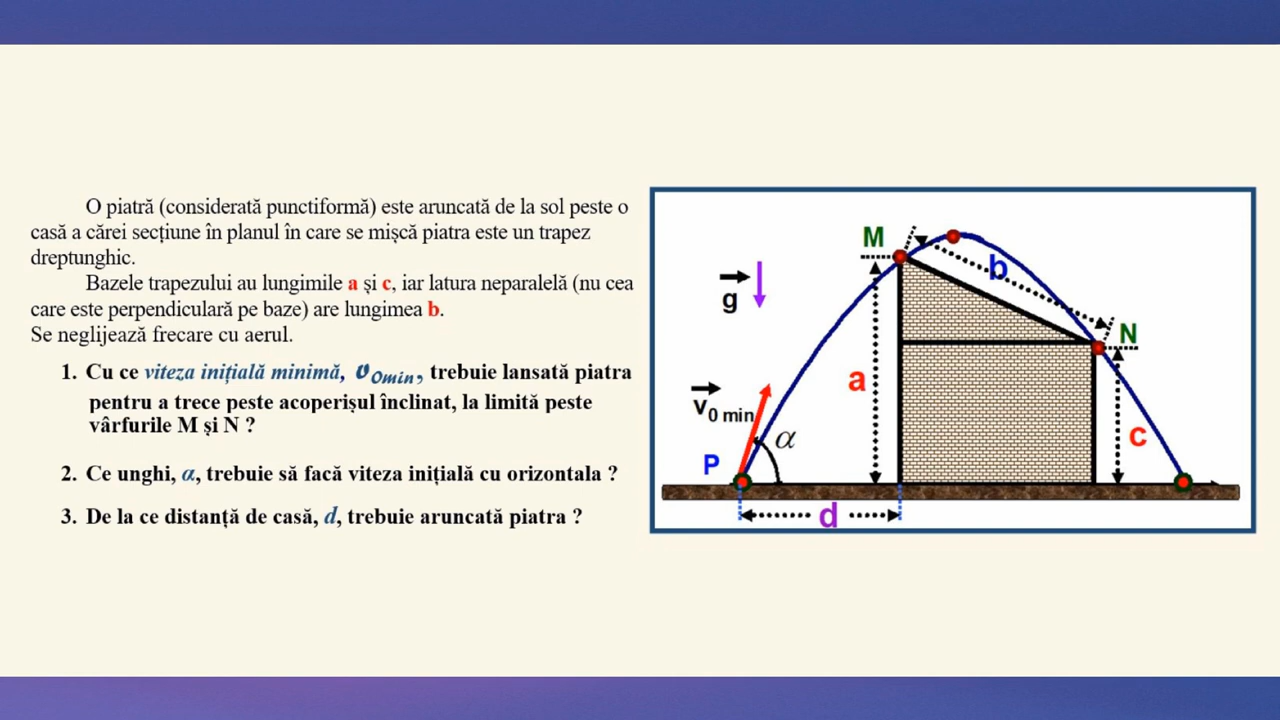 O piatră (considerată punctiformă) este aruncată de la sol peste o
casă a cărei secțiune în planul în care se mișcă piatra este un trapez
dreptunghic.
Bazele trapezului au lungimile a și c, iar latura neparalelă (nu cea
care este perpendiculară pe baze) are lungimea b.
Se neglijează frecare cu aerul.
1. Cu ce viteza inițială minimă, v0min, trebuie lansată piatra
pentru a trece peste acoperișul înclinat, la limită peste
vârfurile M și N ?
2. Ce unghi, α, trebuie să facă viteza inițială cu orizontala ?
3. De la ce distanță de casă, d, trebuie aruncată piatra ?
M
b
g
N
a
v0 min
α
c
P
d